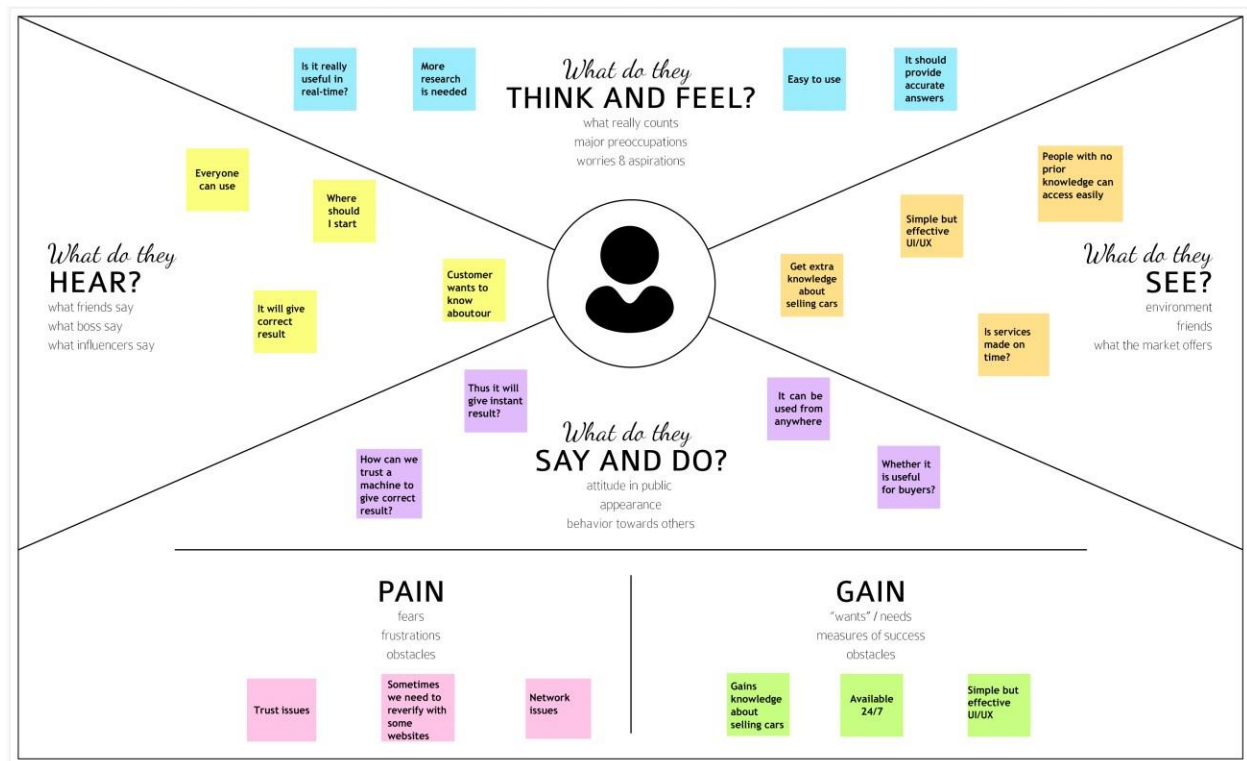 Is it really
useful in
real-time?
More
research
is needed
What do they
THINK AND FEEL?
what really counts
major preoccupations
worries & aspirations
Easy to use
It should
provide
accurate
answers
Everyone
can use
Where
should
I start
What do they
HEAR?
what friends say
what boss say
what influencers say
It will give
correct
result
Customer
wants to
know
aboutour
People with no
prior
knowledge can
access easily
Simple but
effective
UI/UX
Get extra
knowledge
about
selling cars
What do they
SEE?
environment
friends
what the market offers
Is services
made on
time?
Thus it will
give instant
result?
How can we
trust a
machine to
give correct
result?
What do they
SAY AND DO?
attitude in public
appearance
behavior towards others
It can be
used from
anywhere
Whether it
is useful
for buyers?
PAIN
fears
frustrations
obstacles
Trust issues
Sometimes
we need to
reverify with
some
websites
Network
issues
GAIN
"wants" / needs
measures of success
obstacles
Gains
knowledge
about
selling cars
Available
24/7
Simple but
effective
UI/UX